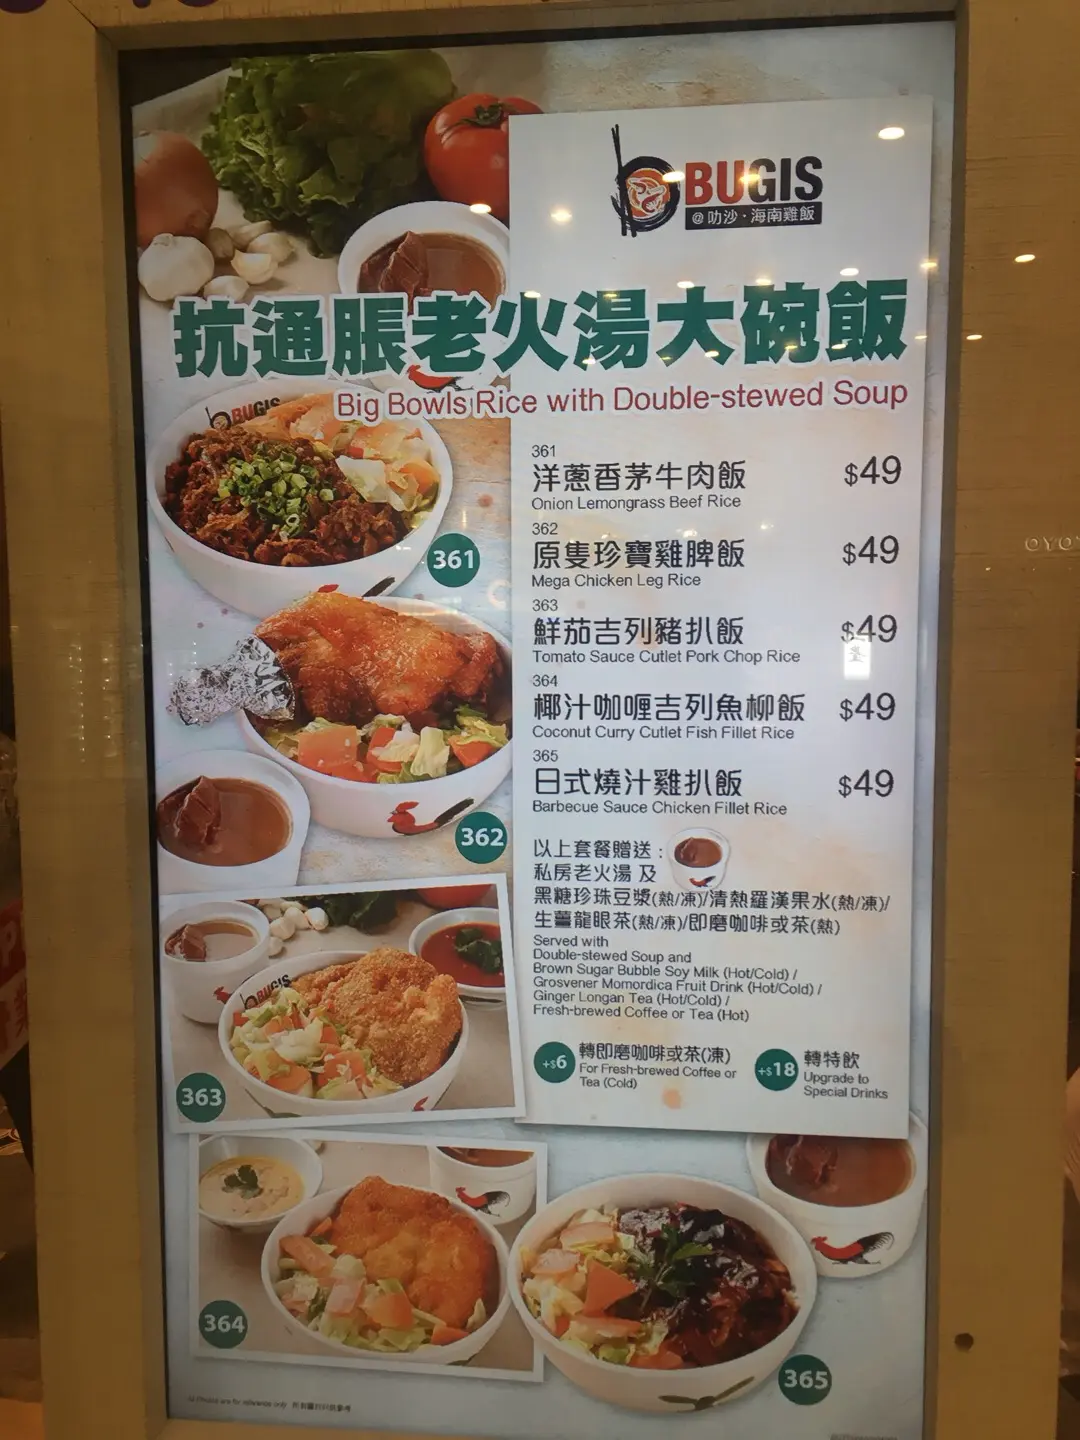 BUGIS
@叻沙·海南雞飯
抗通脹老火湯大碗飯
Big Bowls Rice with Double-stewed Soup
361
洋蔥香茅牛肉飯 $49
Onion Lemongrass Beef Rice
362
原隻珍寶雞脾飯 $49
Mega Chicken Leg Rice
363
鮮茄吉列豬扒飯 $49
Tomato Sauce Cutlet Pork Chop Rice
364
椰汁咖喱吉列魚柳飯 $49
Coconut Curry Cutlet Fish Fillet Rice
365
日式燒汁雞扒飯 $49
Barbecue Sauce Chicken Fillet Rice
以上套餐贈送:
私房老火湯 及
黑糖珍珠豆漿(熱/凍)/清熱羅漢果水(熱/凍)/
生薑龍眼茶(熱/凍)/即磨咖啡或茶(熱)
Served with
Double-stewed Soup and
Brown Sugar Bubble Soy Milk (Hot/Cold) /
Grosvener Momordica Fruit Drink (Hot/Cold) /
Ginger Longan Tea (Hot/Cold) /
Fresh-brewed Coffee or Tea (Hot)
+$6 轉即磨咖啡或茶(凍)
For Fresh-brewed Coffee or
Tea (Cold)
+$18 轉特飲
Upgrade to
Special Drinks
BUGIS
361
362
BUGIS
363
364
365